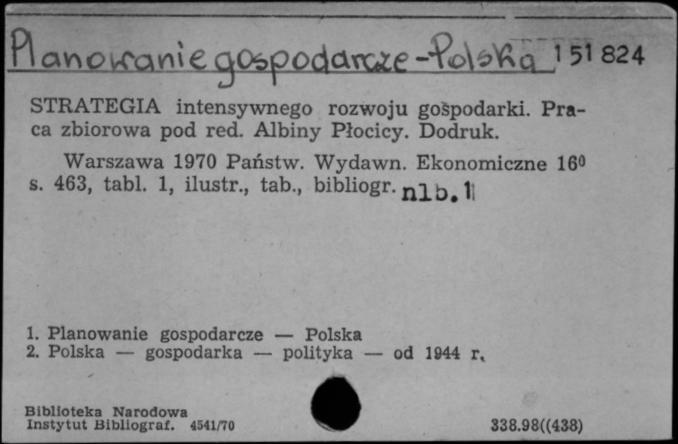 Planowanie gospodarcze - Polska 151 824
STRATEGIA intensywnego rozwoju gospodarki. Pra-
ca zbiorowa pod red. Albiny Płocicy. Dodruk.
Warszawa 1970 Państw. Wydawn. Ekonomiczne 16⁰
s. 463, tabl. 1, ilustr., tab., bibliogr. nlb. 1
1. Planowanie gospodarcze — Polska
2. Polska — gospodarka — polityka — od 1944 r.
Biblioteka Narodowa
Instytut Bibliograf. 4541/70 338.98((438)